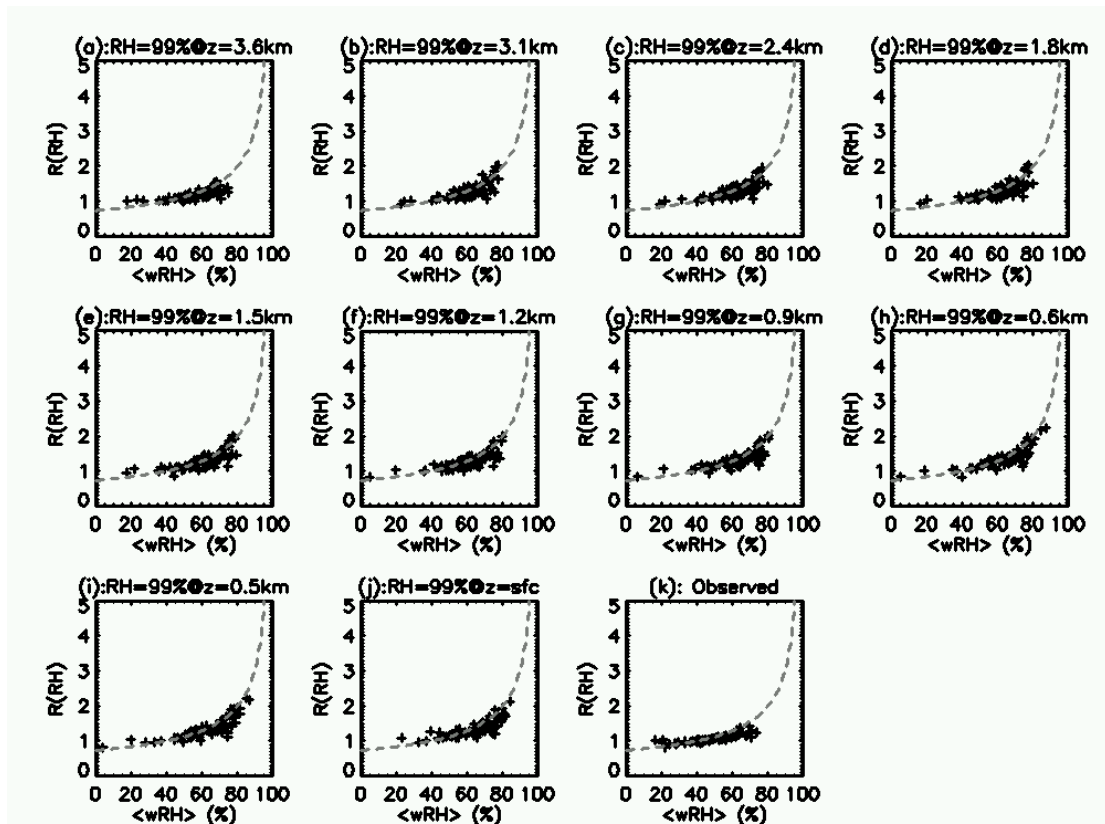 (a):RH=99%@z=3.6km (b):RH=99%@z=3.1km (c):RH=99%@z=2.4km (d):RH=99%@z=1.8km
5 5 5 5
4 4 4 4
3 3 3 3
2 2 2 2
1 1 1 1
0 0 0 0
R(RH) R(RH) R(RH) R(RH)
0 20 40 60 80 100 0 20 40 60 80 100 0 20 40 60 80 100 0 20 40 60 80 100
<wRH> (%) <wRH> (%) <wRH> (%) <wRH> (%)
(e):RH=99%@z=1.5km (f):RH=99%@z=1.2km (g):RH=99%@z=0.9km (h):RH=99%@z=0.6km
5 5 5 5
4 4 4 4
3 3 3 3
2 2 2 2
1 1 1 1
0 0 0 0
R(RH) R(RH) R(RH) R(RH)
0 20 40 60 80 100 0 20 40 60 80 100 0 20 40 60 80 100 0 20 40 60 80 100
<wRH> (%) <wRH> (%) <wRH> (%) <wRH> (%)
(i):RH=99%@z=0.5km (j):RH=99%@z=sfc (k): Observed
5 5 5
4 4 4
3 3 3
2 2 2
1 1 1
0 0 0
R(RH) R(RH) R(RH)
0 20 40 60 80 100 0 20 40 60 80 100 0 20 40 60 80 100
<wRH> (%) <wRH> (%) <wRH> (%)